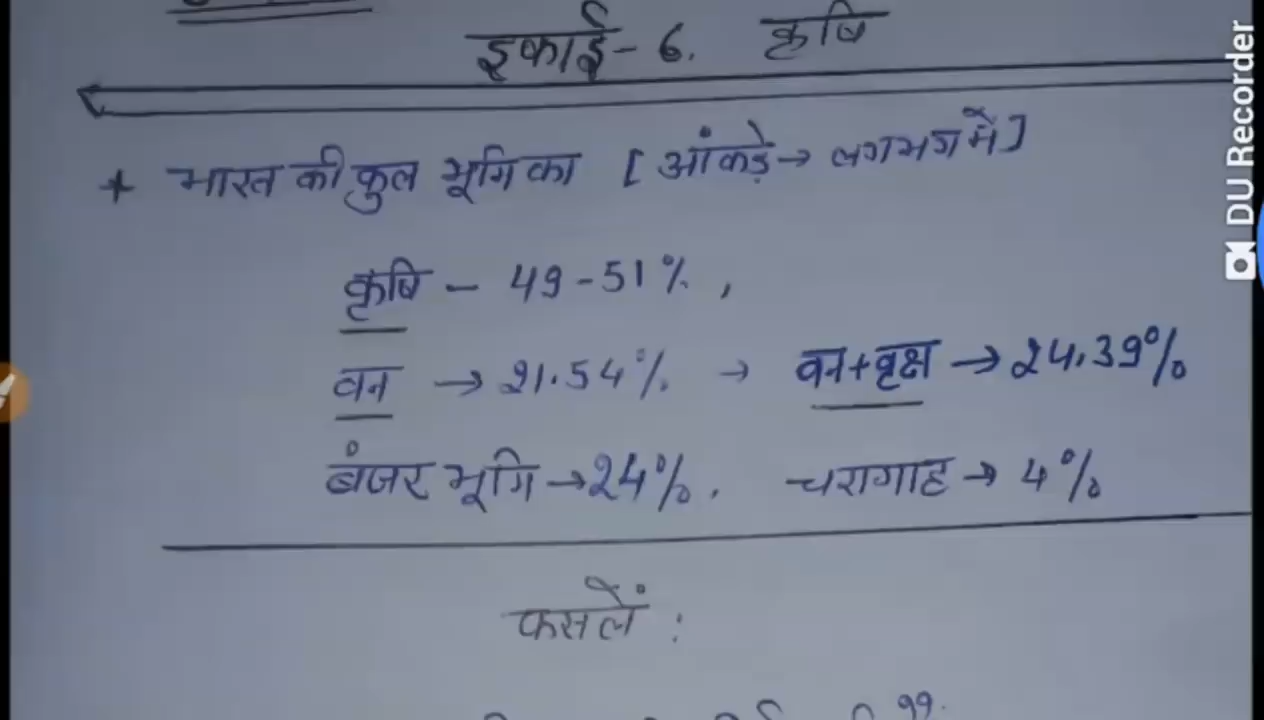 इकाई - 6. कृषि
+ भारत की कुल भूमि का [ आंकड़े → लगभग में ]
कृषि - 49-51%,
वन → 21.54% → वन+वृक्ष → 24.39%
बंजर भूमि → 24%. चरागाह → 4%
फसलें :
DU Recorder